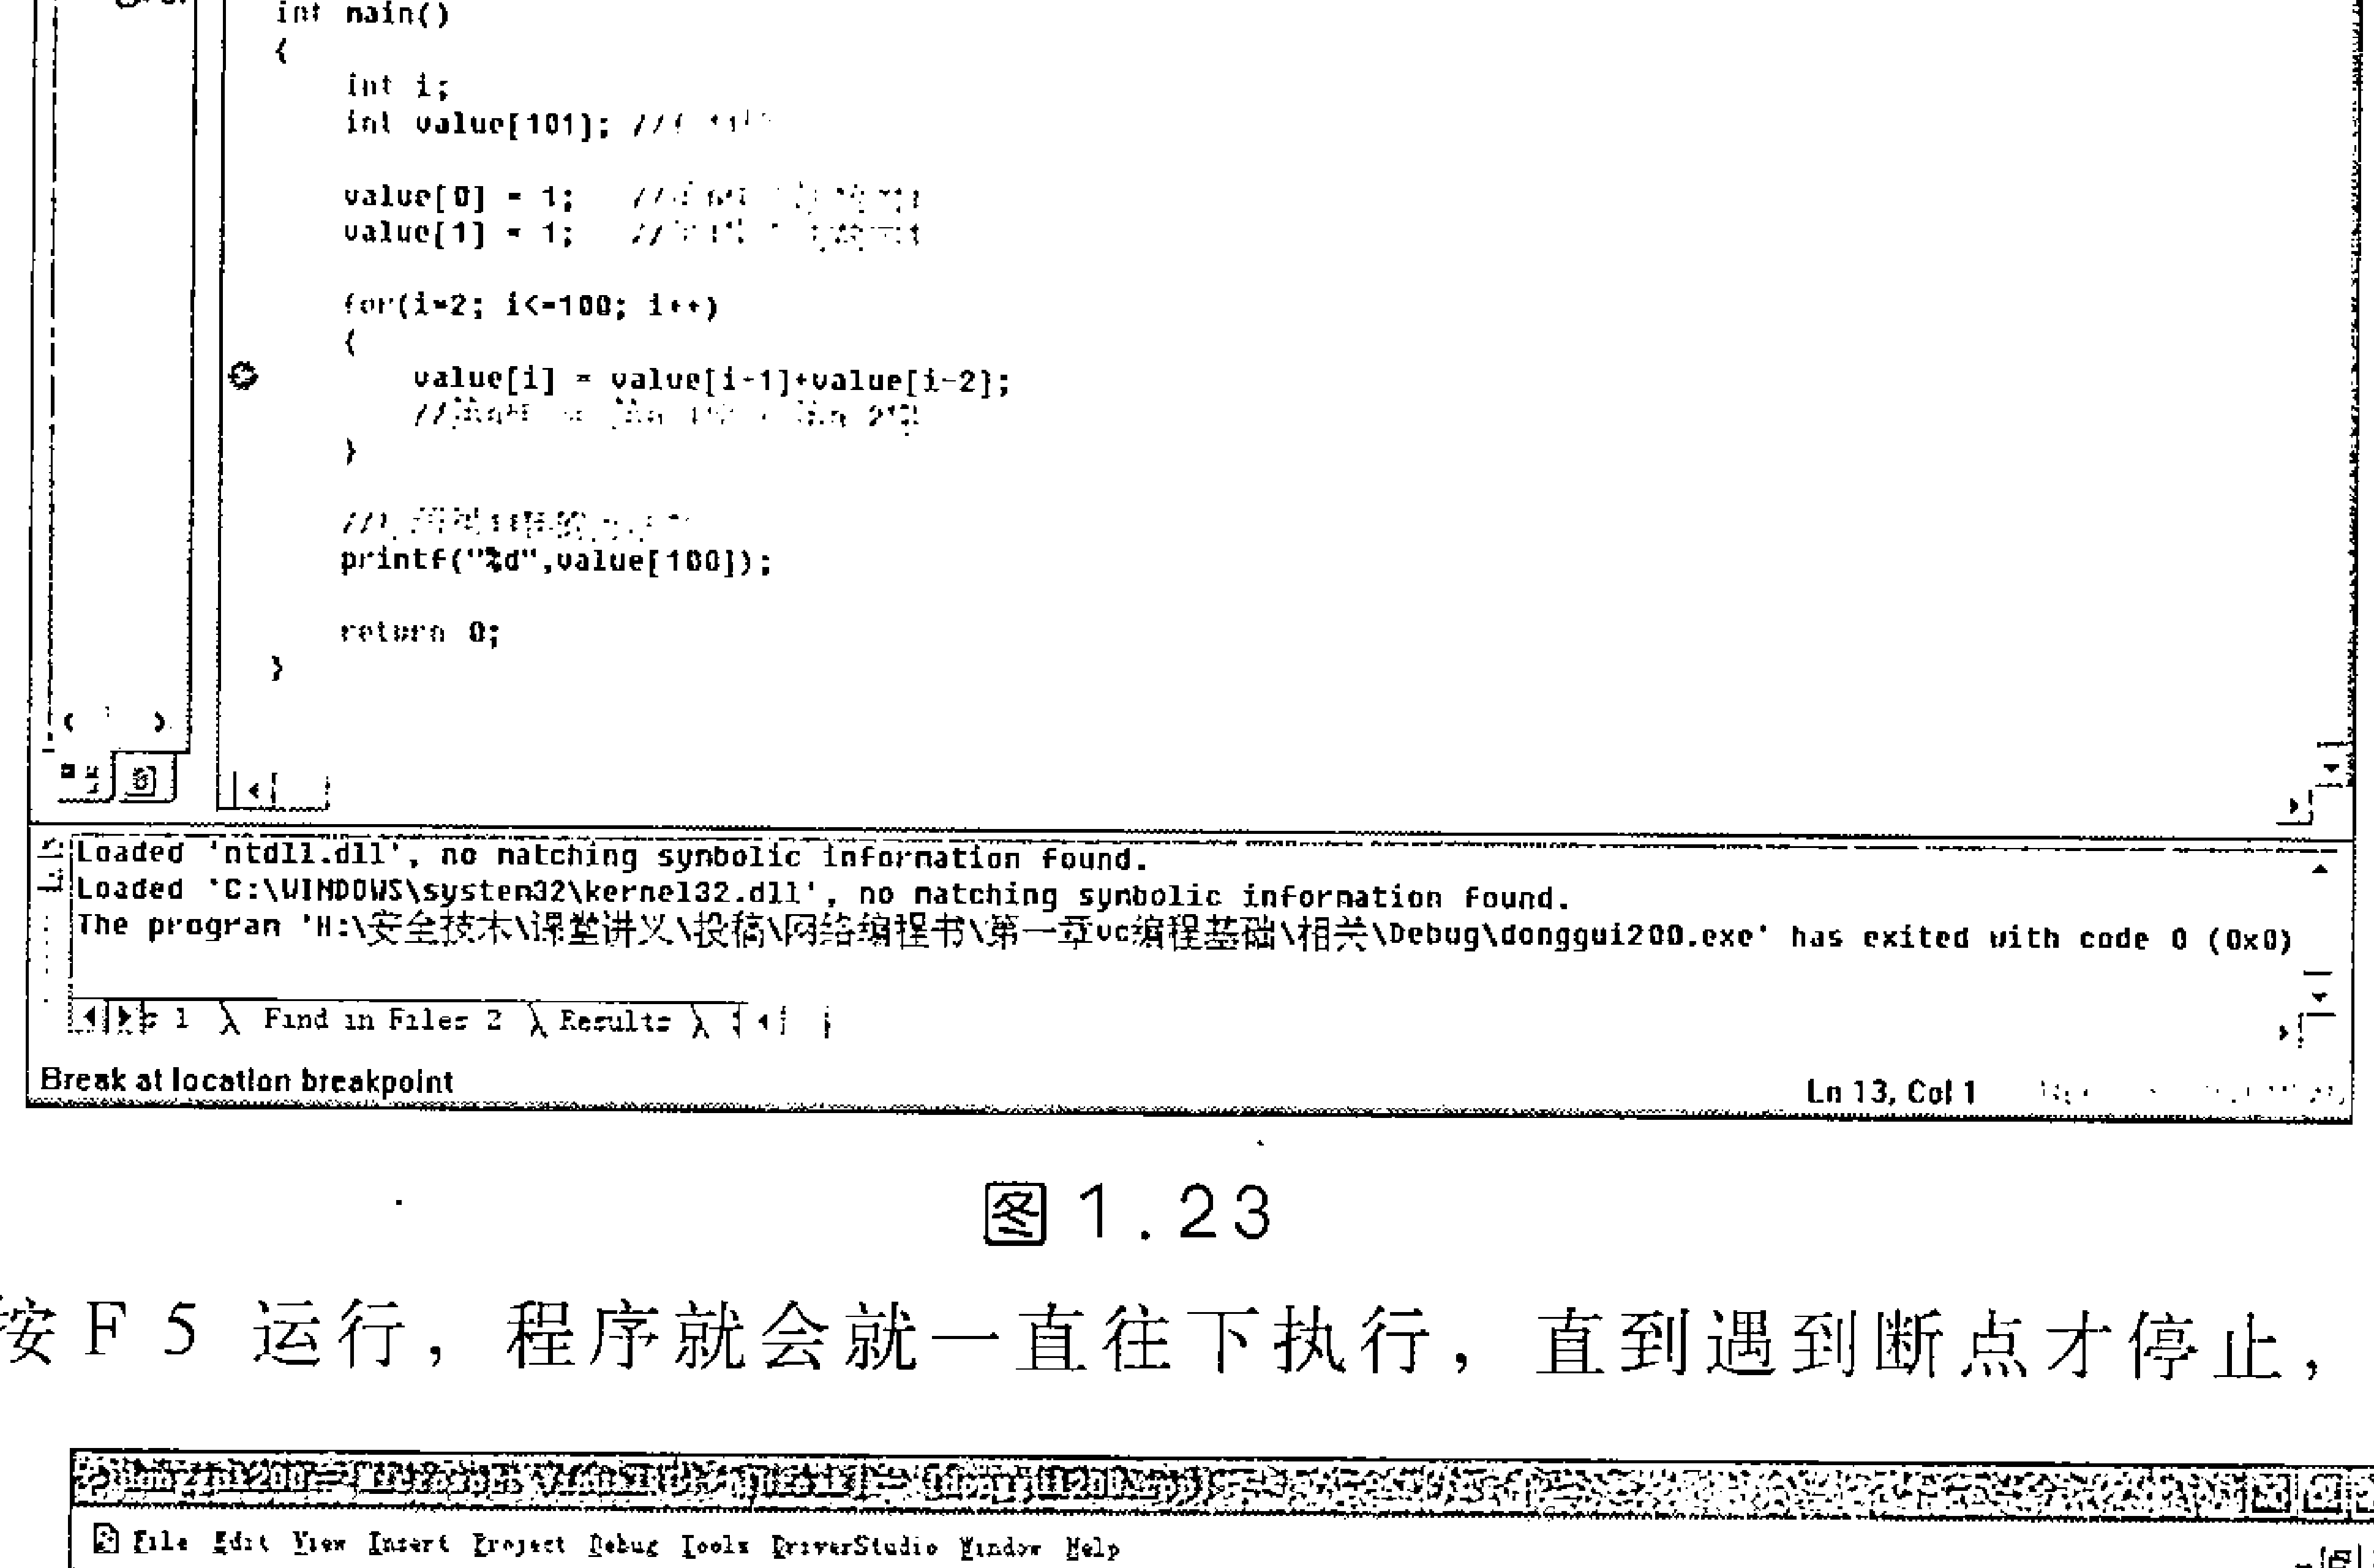 int main()
{
int i;
int value[101]; //
value[0] = 1; //
value[1] = 1; //
for(i=2; i<=100; i++)
{
value[i] = value[i-1]+value[i-2];
//
}
//
printf("%d",value[100]);
return 0;
}
Loaded 'ntdll.dll', no matching symbolic information found.
Loaded 'C:\WINDOWS\system32\kernel32.dll', no matching symbolic information found.
The program 'H:\安全技术\课堂讲义\投稿\网络编程书\第一章vc编程基础\相关\Debug\donggui200.exe' has exited with code 0 (0x0)
1 Find in Files 2 Results
Break at location breakpoint
Ln 13, Col 1
图1.23
按F5 运行，程序就会就一直往下执行，直到遇到断点才停止，
File Edit View Insert Project Debug Tools DriverStudio Window Help